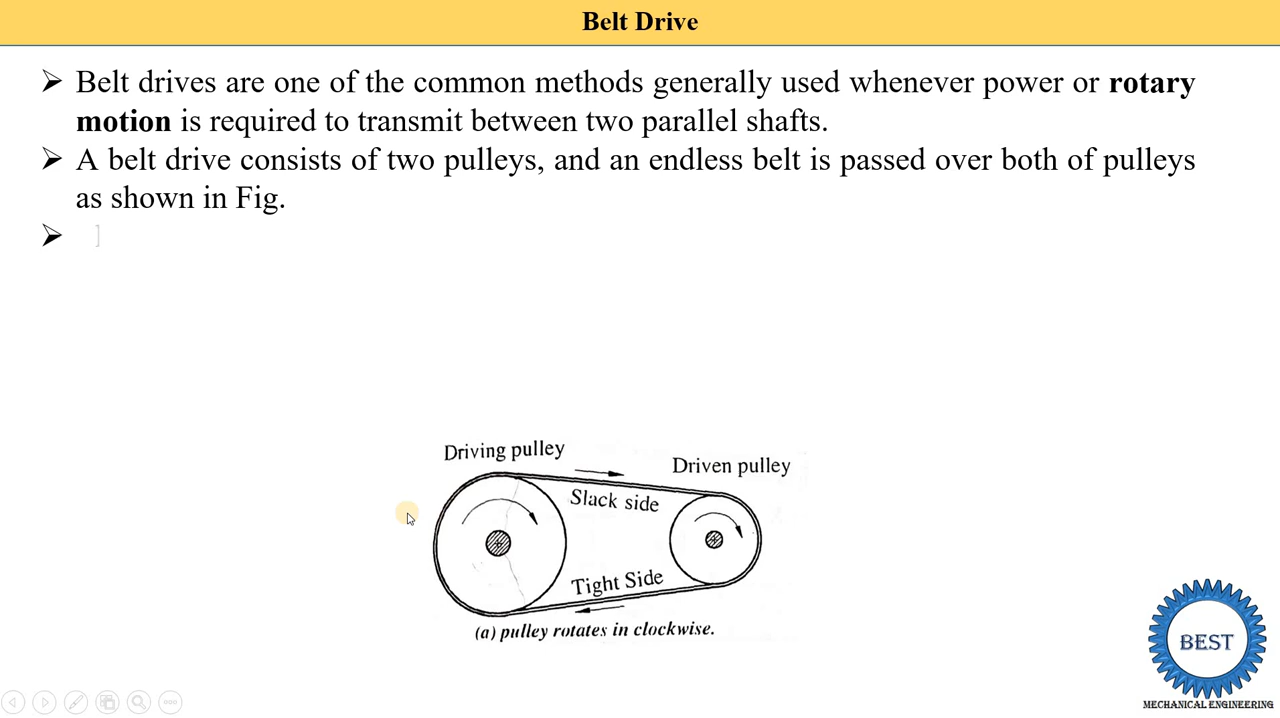 Belt Drive
➢ Belt drives are one of the common methods generally used whenever power or rotary
motion is required to transmit between two parallel shafts.
➢ A belt drive consists of two pulleys, and an endless belt is passed over both of pulleys
as shown in Fig.
➢
Driving pulley
Driven pulley
Slack side
Tight Side
(a) pulley rotates in clockwise.
BEST
MECHANICAL ENGINEERING